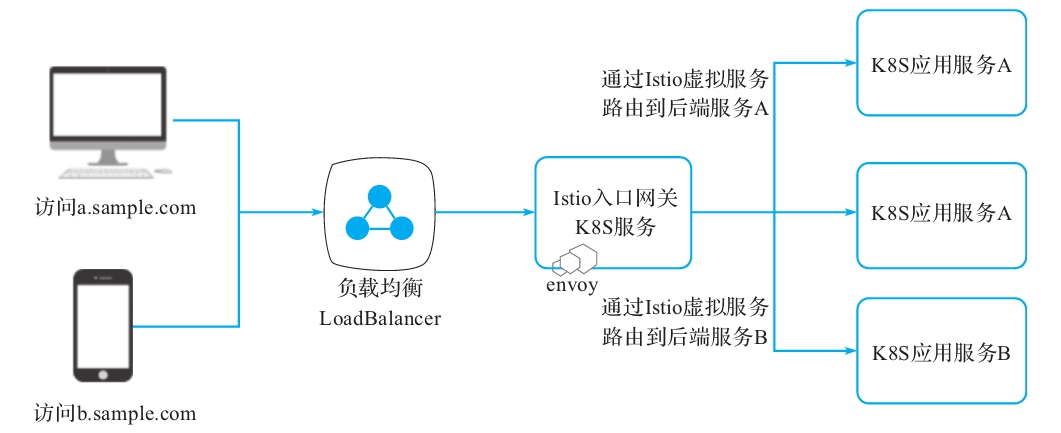 访问a.sample.com
访问b.sample.com
负载均衡
LoadBalancer
Istio入口网关
K8S服务
envoy
通过Istio虚拟服务
路由到后端服务A
通过Istio虚拟服务
路由到后端服务B
K8S应用服务A
K8S应用服务A
K8S应用服务B